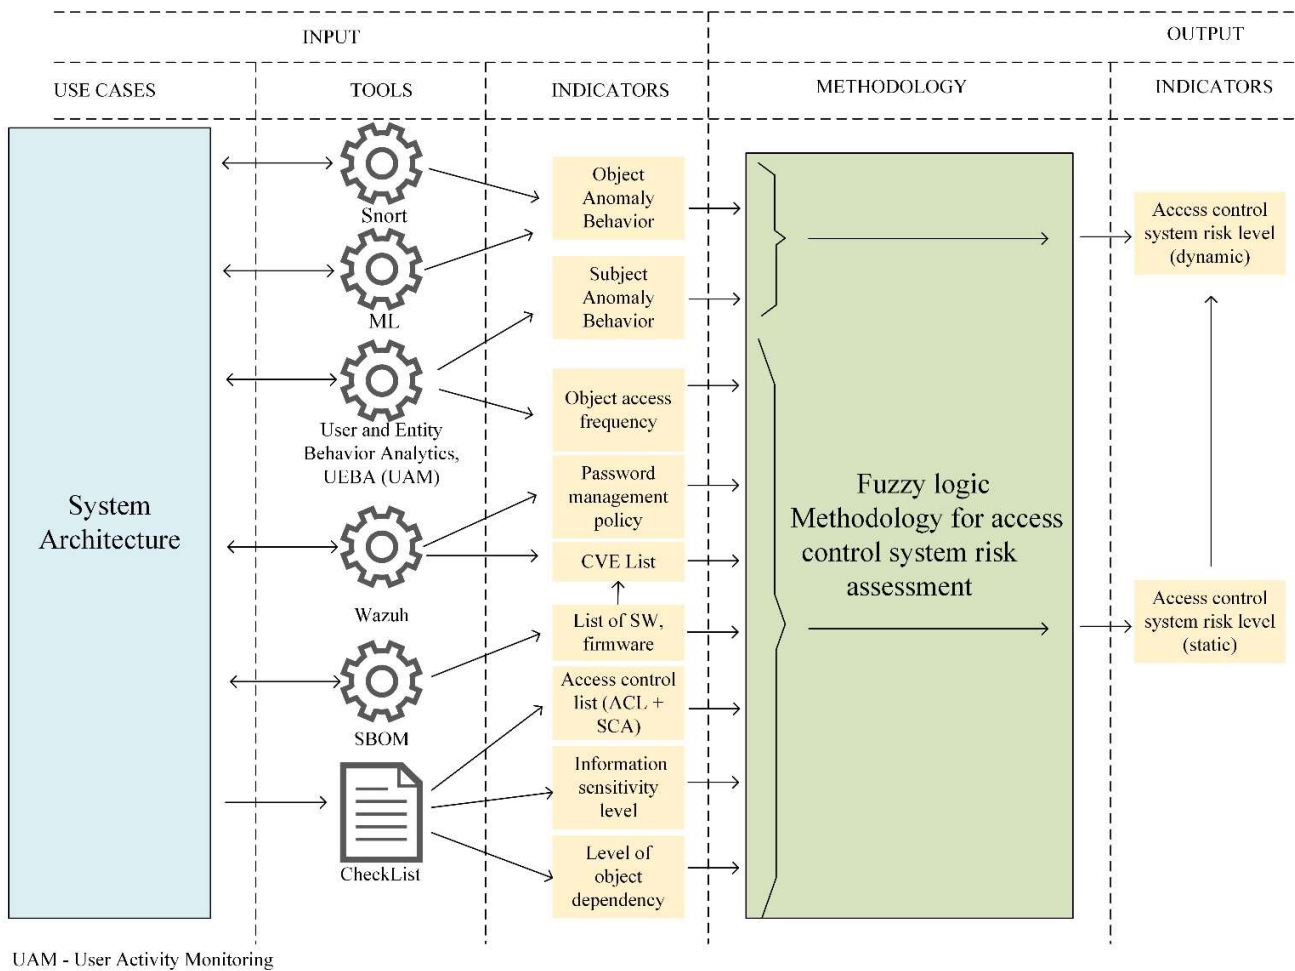 INPUT
OUTPUT
USE CASES
TOOLS
INDICATORS
METHODOLOGY
INDICATORS
System
Architecture
Snort
ML
User and Entity
Behavior Analytics,
UEBA (UAM)
Wazuh
SBOM
CheckList
Object
Anomaly
Behavior
Subject
Anomaly
Behavior
Object access
frequency
Password
management
policy
CVE List
List of SW,
firmware
Access control
list (ACL +
SCA)
Information
sensitivity
level
Level of
object
dependency
Fuzzy logic
Methodology for access
control system risk
assessment
Access control
system risk level
(dynamic)
Access control
system risk level
(static)
UAM - User Activity Monitoring